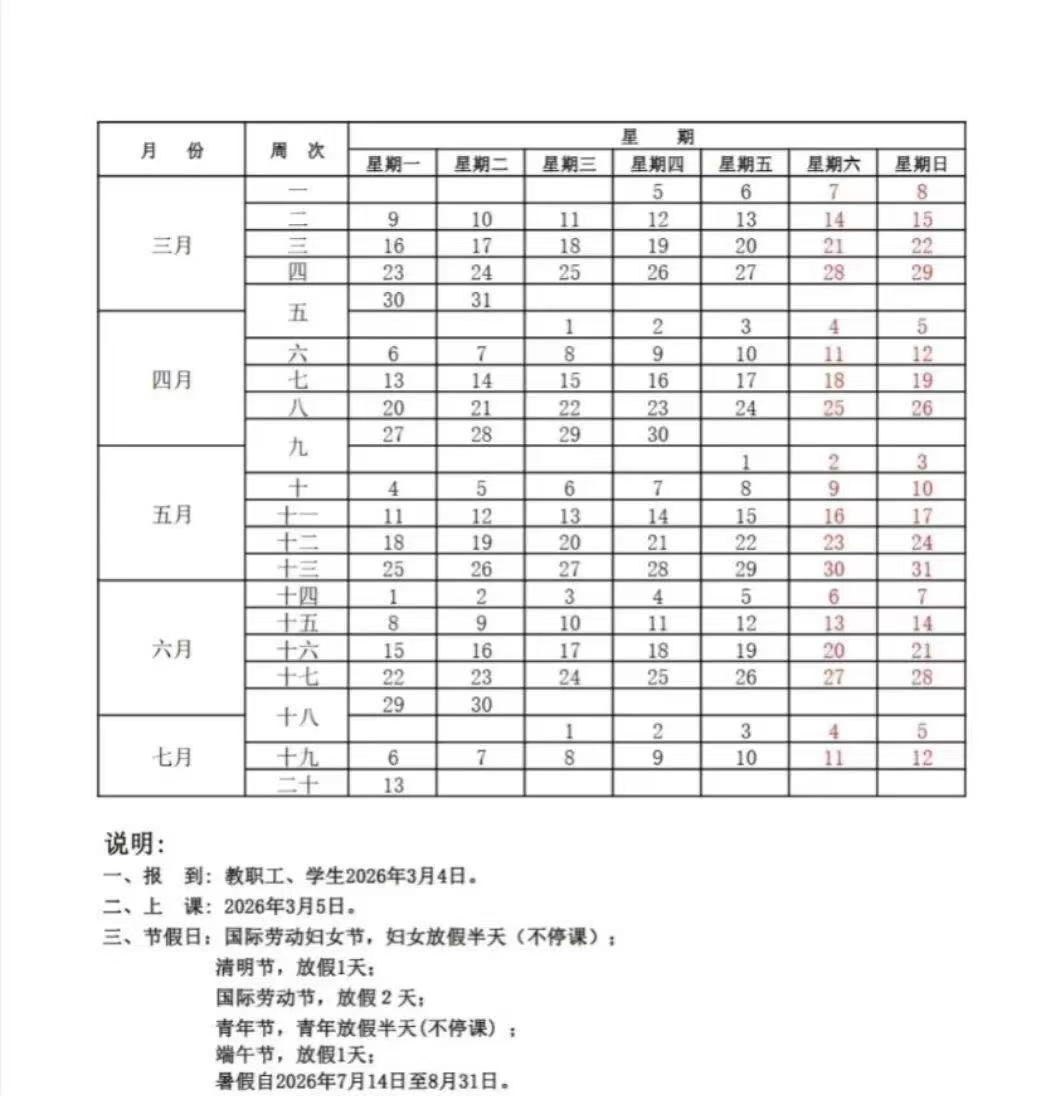 月 份 周 次 星 期
星期一 星期二 星期三 星期四 星期五 星期六 星期日
三月
一 5 6 7 8
二 9 10 11 12 13 14 15
三 16 17 18 19 20 21 22
四 23 24 25 26 27 28 29
五 30 31
四月
1 2 3 4 5
六 6 7 8 9 10 11 12
七 13 14 15 16 17 18 19
八 20 21 22 23 24 25 26
九 27 28 29 30
五月
1 2 3
十 4 5 6 7 8 9 10
十一 11 12 13 14 15 16 17
十二 18 19 20 21 22 23 24
十三 25 26 27 28 29 30 31
六月
十四 1 2 3 4 5 6 7
十五 8 9 10 11 12 13 14
十六 15 16 17 18 19 20 21
十七 22 23 24 25 26 27 28
十八 29 30
七月
1 2 3 4 5
十九 6 7 8 9 10 11 12
二十 13
说明：
一、报 到：教职工、学生2026年3月4日。
二、上 课：2026年3月5日。
三、节假日：国际劳动妇女节，妇女放假半天（不停课）；
清明节，放假1天；
国际劳动节，放假2天；
青年节，青年放假半天(不停课)；
端午节，放假1天；
暑假自2026年7月14日至8月31日。